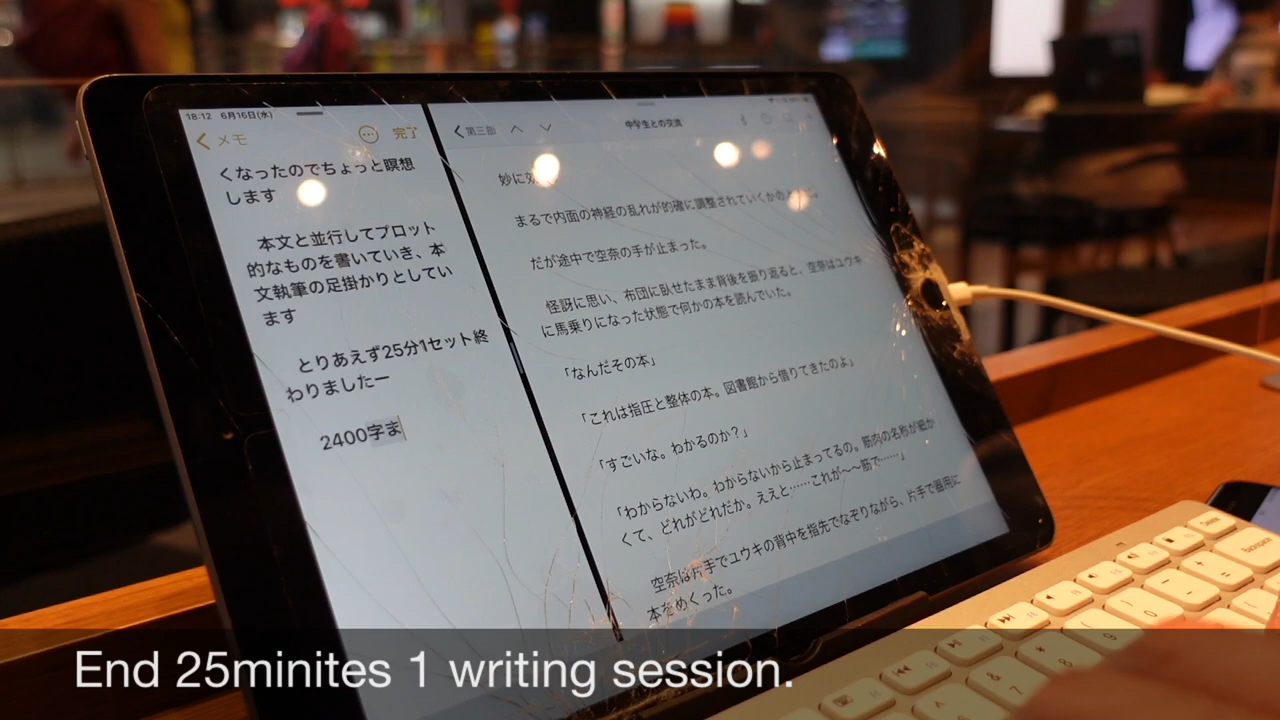 18:12 6月16日(水)
メモ
完了
くなったのでちょっと瞑想
します
本文と並行してプロット
的なものを書いていき、本
文執筆の足掛かりとしてい
ます
とりあえず25分1セット終
わりましたー
2400字ま
第三部
中学生との交流
妙に
まるで内面の神経の乱れが的確に調整されていくかの
だが途中で空奈の手が止まった。
怪訝に思い、布団に臥せたまま背後を振り返ると、空奈はユウキ
に馬乗りになった状態で何かの本を読んでいた。
「なんだその本」
「これは指圧と整体の本。図書館から借りてきたのよ」
「すごいな。わかるのか？」
「わからないわ。わからないから止まってるの。筋肉の名称が細か
くて、どれがどれだか。ええと……これが〜〜筋で……」
空奈は片手でユウキの背中を指先でなぞりながら、片手で器用に
本をめくった。
backspace
End 25minites 1 writing session.